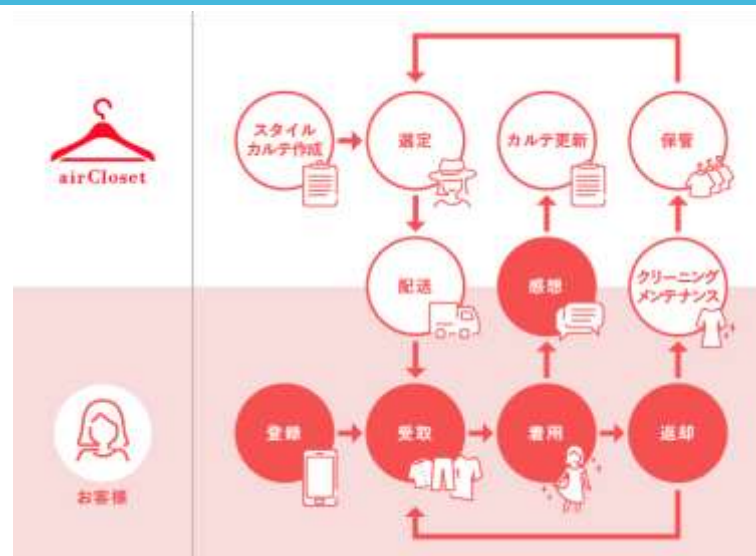 スタイル
カルテ作成
選定
カルテ更新
保管
airCloset
配送
感想
クリーニング
メンテナンス
登録
受取
着用
返却
お客様